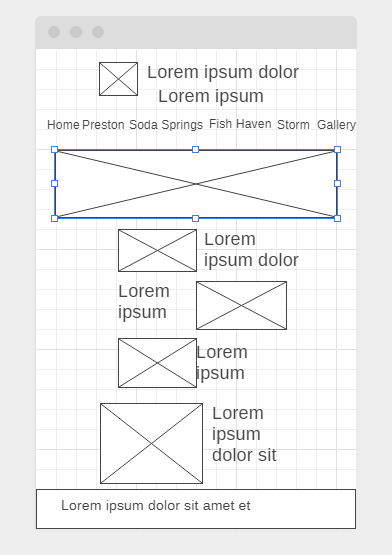 Lorem ipsum dolor
Lorem ipsum
Home Preston Soda Springs Fish Haven Storm Gallery
Lorem
ipsum dolor
Lorem
ipsum
Lorem
ipsum
Lorem
ipsum
dolor sit
Lorem ipsum dolor sit amet et